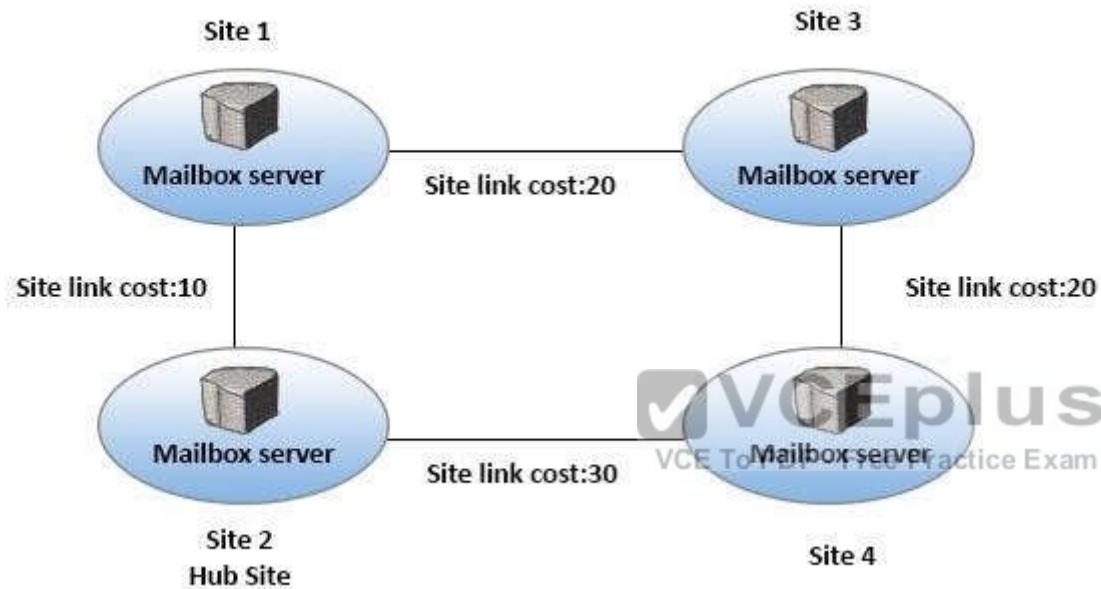 Site 1
Site 3
Mailbox server
Mailbox server
Site link cost:20
Site link cost:10
Site link cost:20
VCEplus
Mailbox server
Mailbox server
VCE To PDF - Free Practice Exam
Site link cost:30
Site 2
Hub Site
Site 4